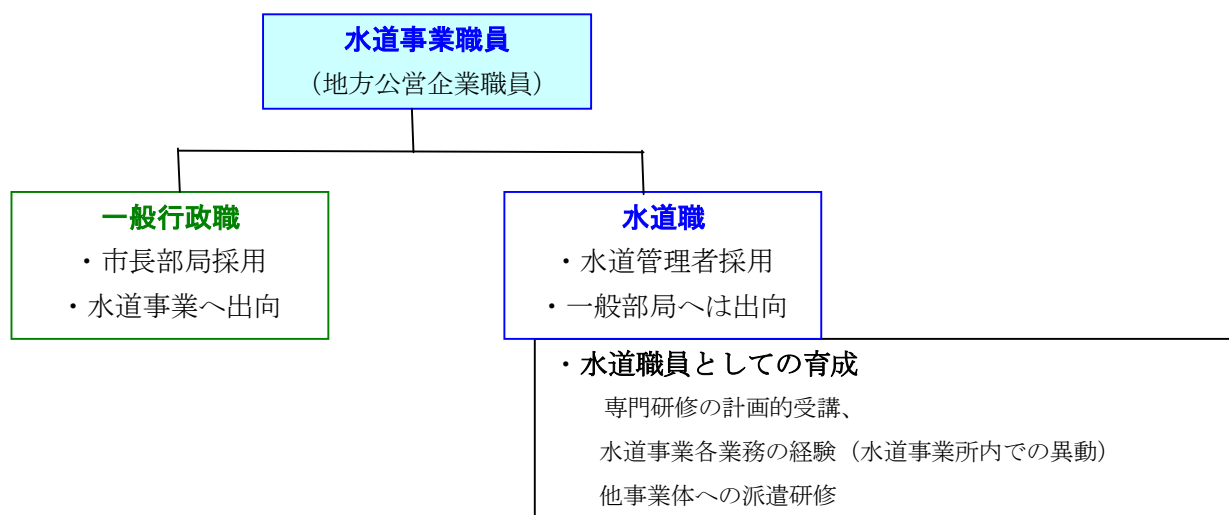 水道事業職員
（地方公営企業職員）
一般行政職
・市長部局採用
・水道事業へ出向
水道職
・水道管理者採用
・一般部局へは出向
・水道職員としての育成
専門研修の計画的受講、
水道事業各業務の経験（水道事業所内での異動）
他事業体への派遣研修